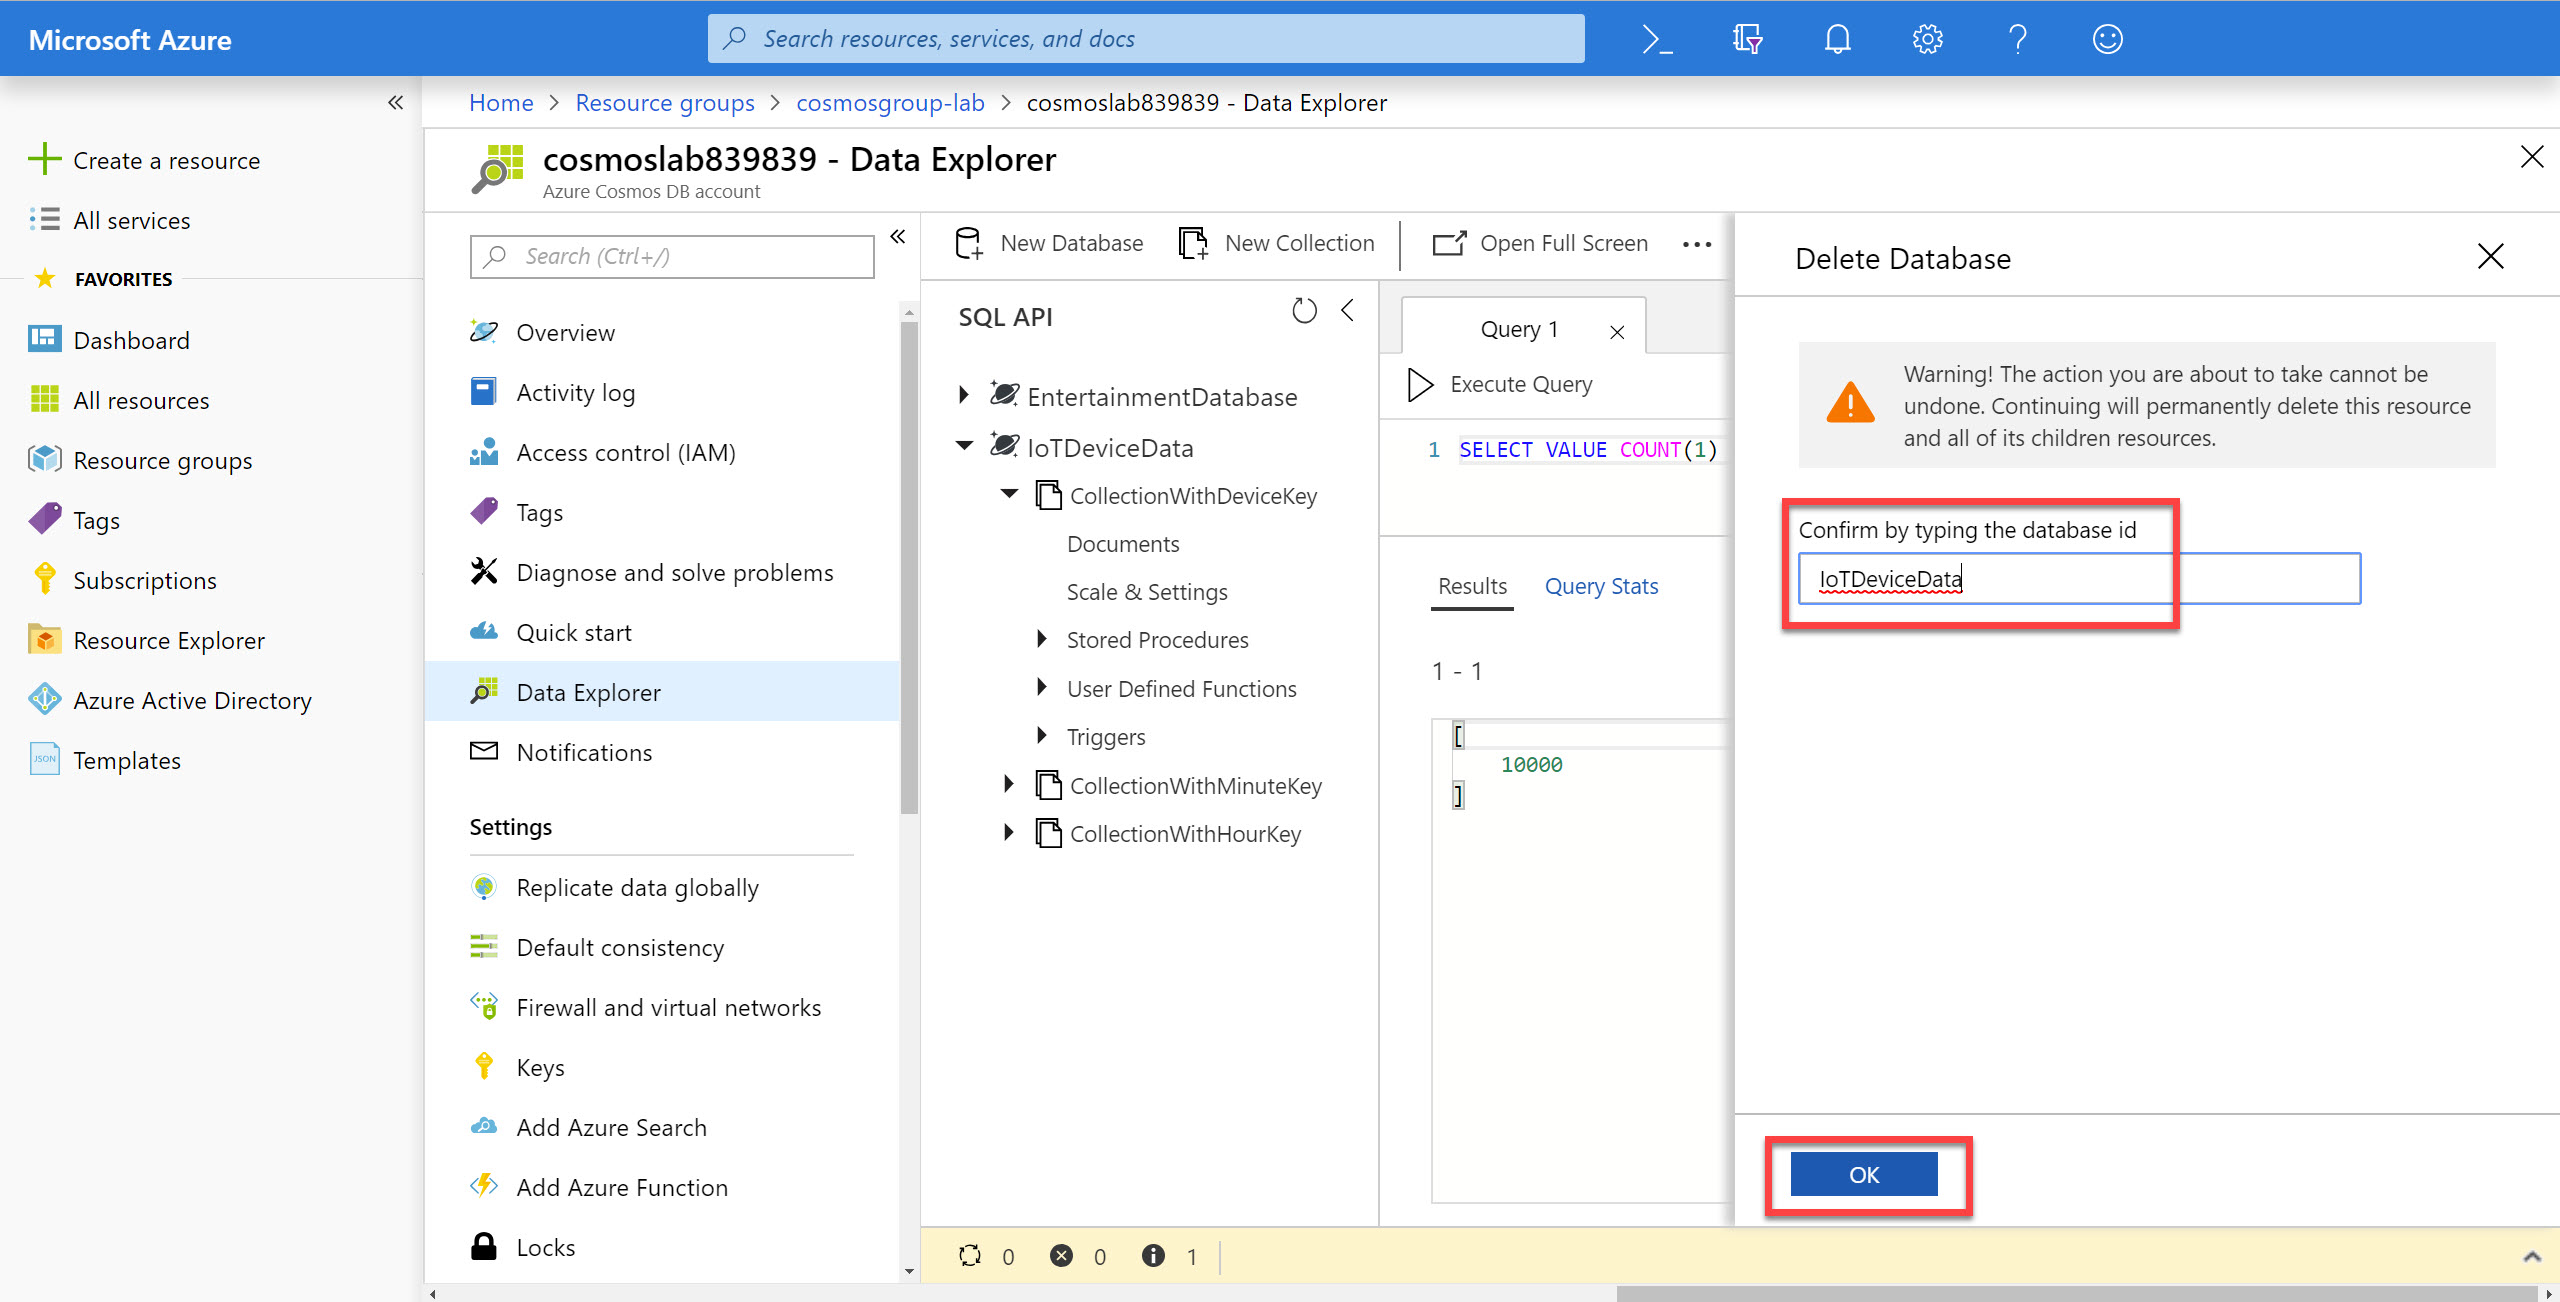 Microsoft Azure
Search resources, services, and docs
Home > Resource groups > cosmosgroup-lab > cosmoslab839839 - Data Explorer
Create a resource
All services
FAVORITES
Dashboard
All resources
Resource groups
Tags
Subscriptions
Resource Explorer
Azure Active Directory
JSON
Templates
cosmoslab839839 - Data Explorer
Azure Cosmos DB account
Search (Ctrl+/)
Overview
Activity log
Access control (IAM)
Tags
Diagnose and solve problems
Quick start
Data Explorer
Notifications
Settings
Replicate data globally
Default consistency
Firewall and virtual networks
Keys
Add Azure Search
Add Azure Function
Locks
New Database
New Collection
Open Full Screen
SQL API
EntertainmentDatabase
IoTDeviceData
CollectionWithDeviceKey
Documents
Scale & Settings
Stored Procedures
User Defined Functions
Triggers
CollectionWithMinuteKey
CollectionWithHourKey
Query 1
Execute Query
1 SELECT VALUE COUNT(1)
Results Query Stats
1 - 1
[
10000
]
0 0 1
Delete Database
Warning! The action you are about to take cannot be
undone. Continuing will permanently delete this resource
and all of its children resources.
Confirm by typing the database id
IoTDeviceData
OK